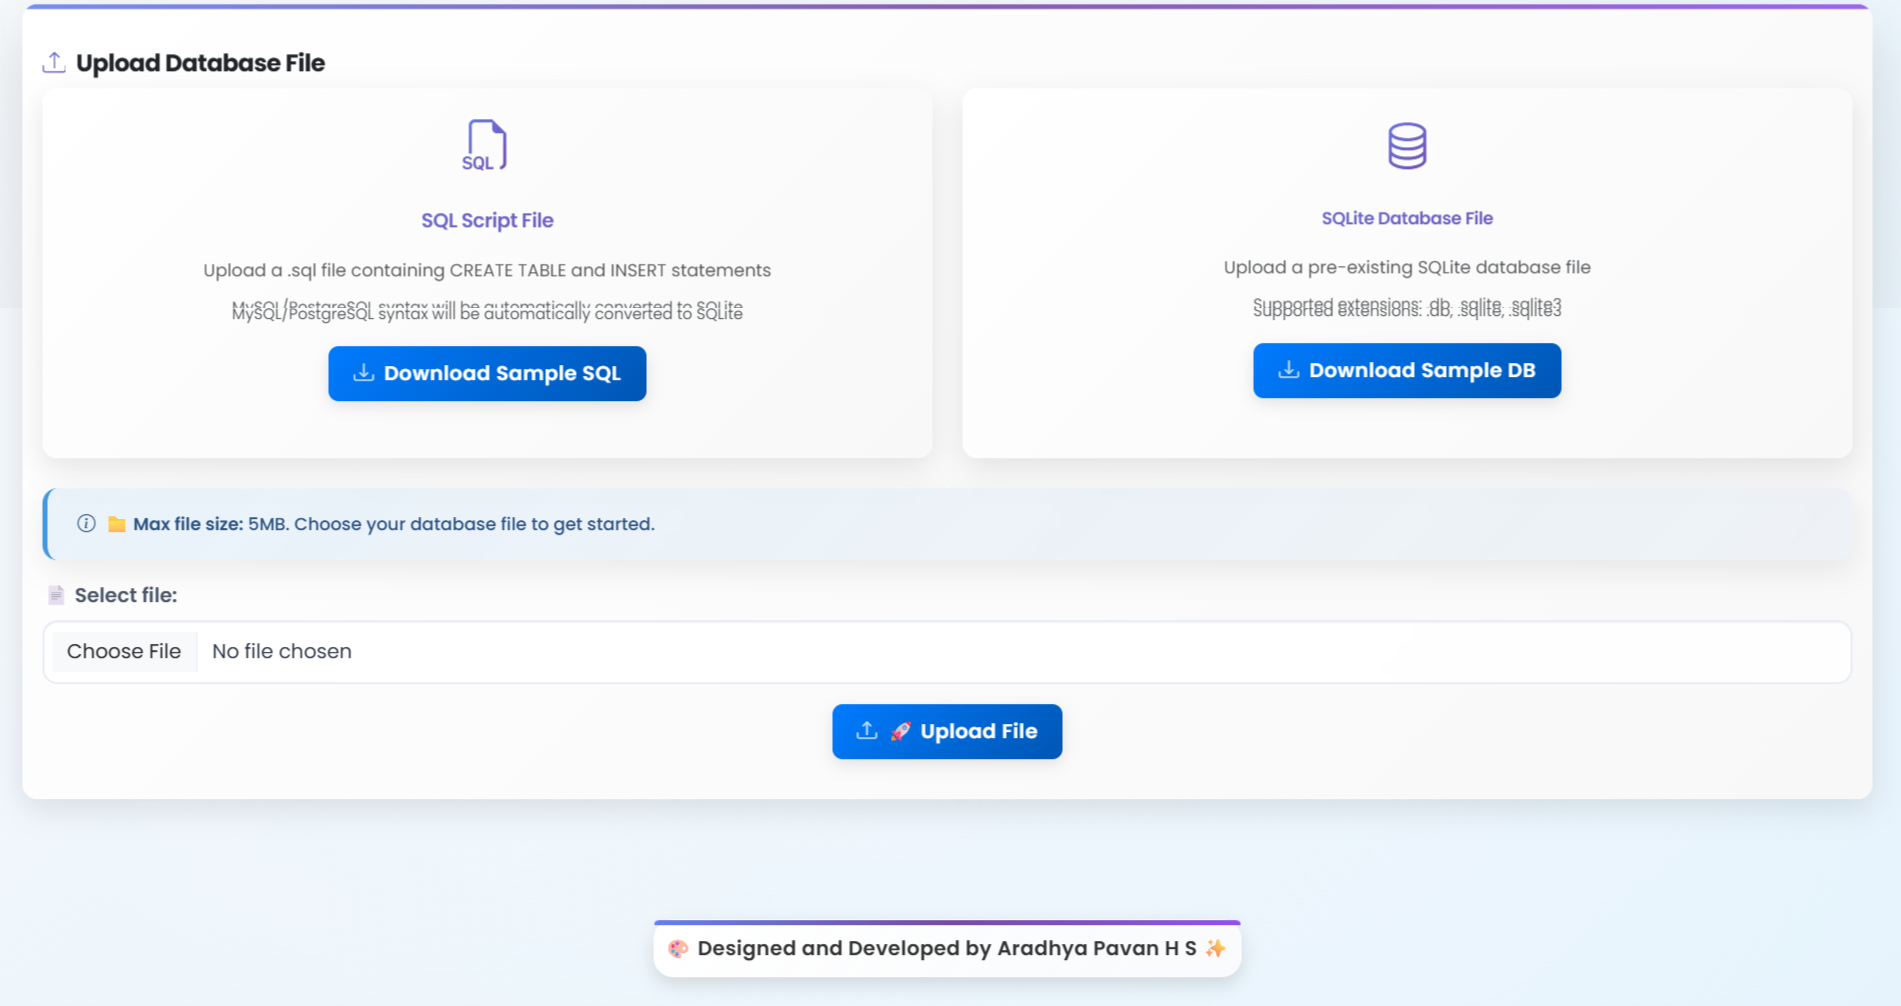 Upload Database File
SQL
SQL Script File
Upload a .sql file containing CREATE TABLE and INSERT statements
MySQL/PostgreSQL syntax will be automatically converted to SQLite
Download Sample SQL
SQLite Database File
Upload a pre-existing SQLite database file
Supported extensions: .db, .sqlite, .sqlite3
Download Sample DB
Max file size: 5MB. Choose your database file to get started.
Select file:
Choose File No file chosen
Upload File
Designed and Developed by Aradhya Pavan H S